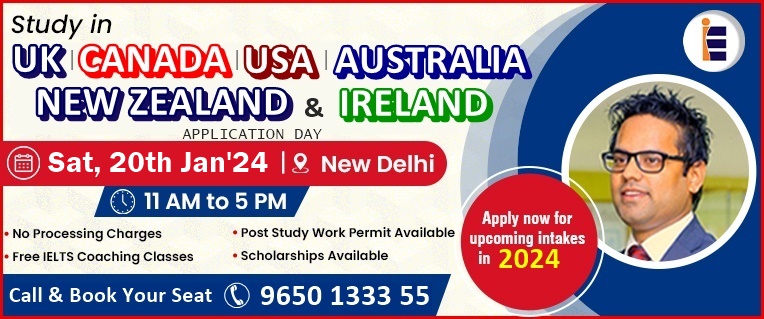 Study in
UK | CANADA | USA | AUSTRALIA
NEW ZEALAND & IRELAND
APPLICATION DAY
Sat, 20th Jan'24 | New Delhi
11 AM to 5 PM
• No Processing Charges
• Post Study Work Permit Available
• Free IELTS Coaching Classes
• Scholarships Available
Call & Book Your Seat 9650 1333 55
Apply now for
upcoming intakes
in 2024
iE